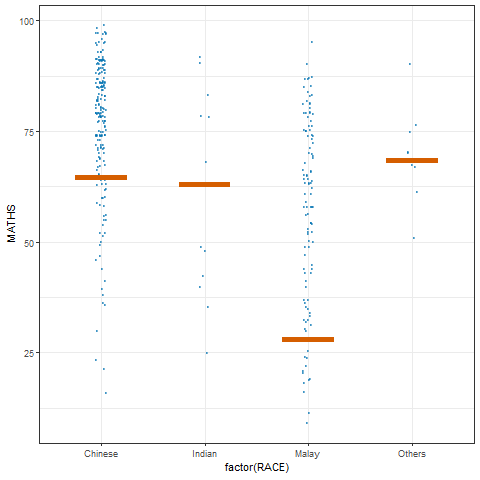 100
75
50
25
MATHS
Chinese
Indian
Malay
Others
factor(RACE)